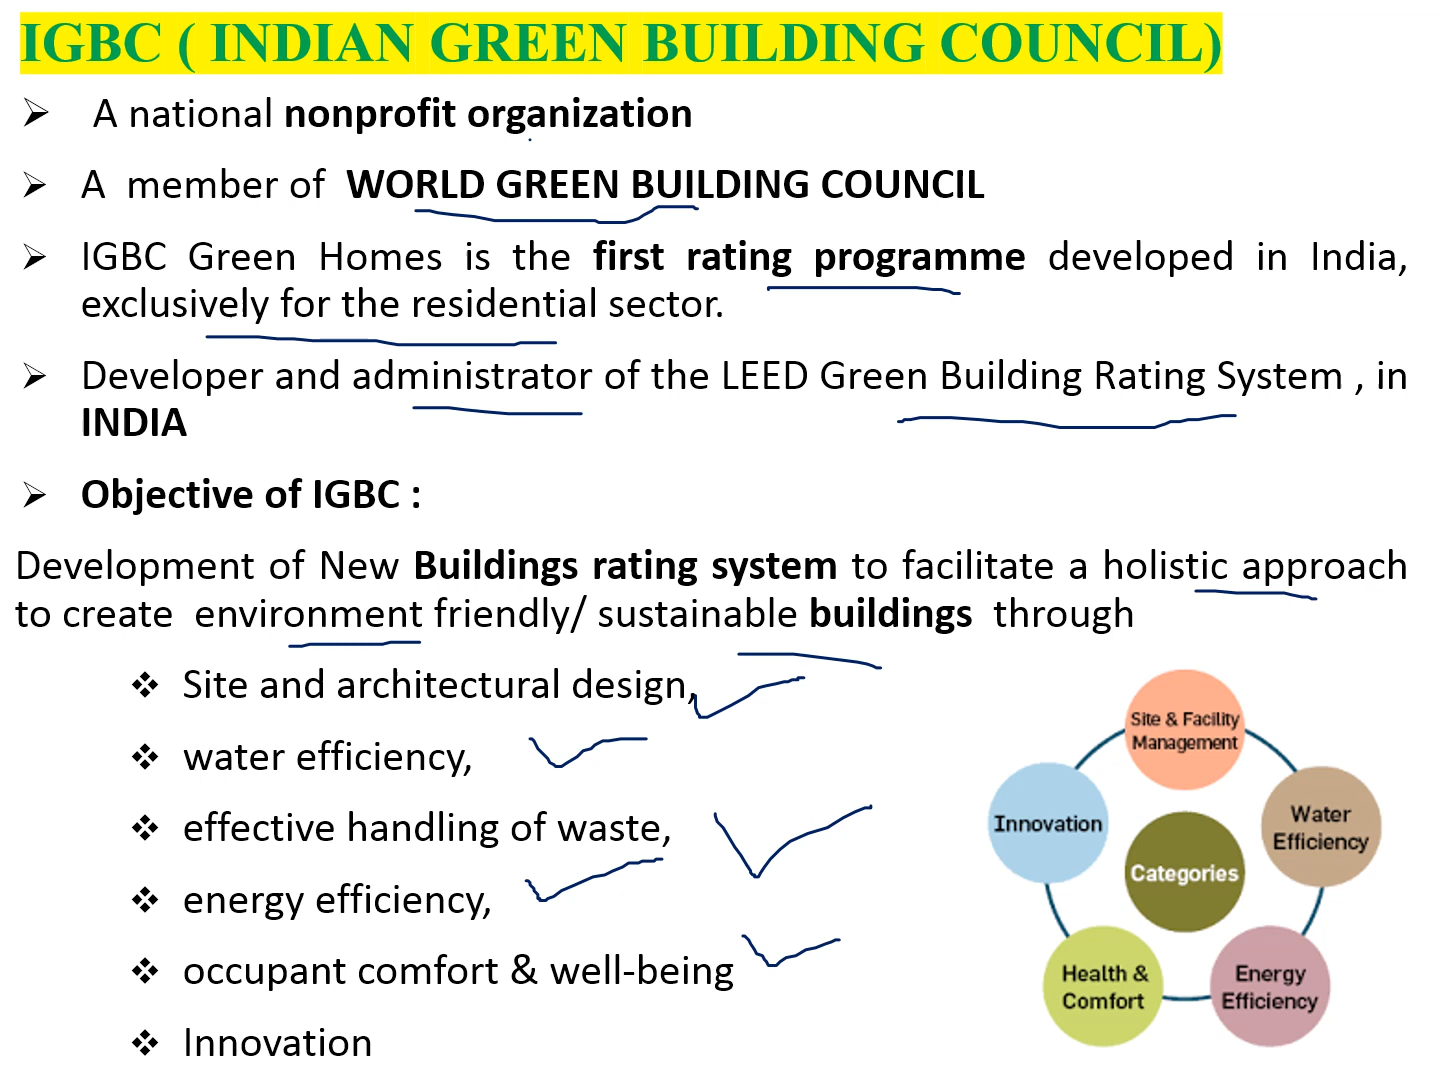 IGBC ( INDIAN GREEN BUILDING COUNCIL)
➢ A national nonprofit organization
➢ A member of WORLD GREEN BUILDING COUNCIL
➢ IGBC Green Homes is the first rating programme developed in India,
exclusively for the residential sector.
➢ Developer and administrator of the LEED Green Building Rating System , in
INDIA
➢ Objective of IGBC :
Development of New Buildings rating system to facilitate a holistic approach
to create environment friendly/ sustainable buildings through
❖ Site and architectural design,
❖ water efficiency,
❖ effective handling of waste,
❖ energy efficiency,
❖ occupant comfort & well-being
❖ Innovation
Site & Facility
Management
Water
Efficiency
Energy
Efficiency
Health &
Comfort
Innovation
Categories